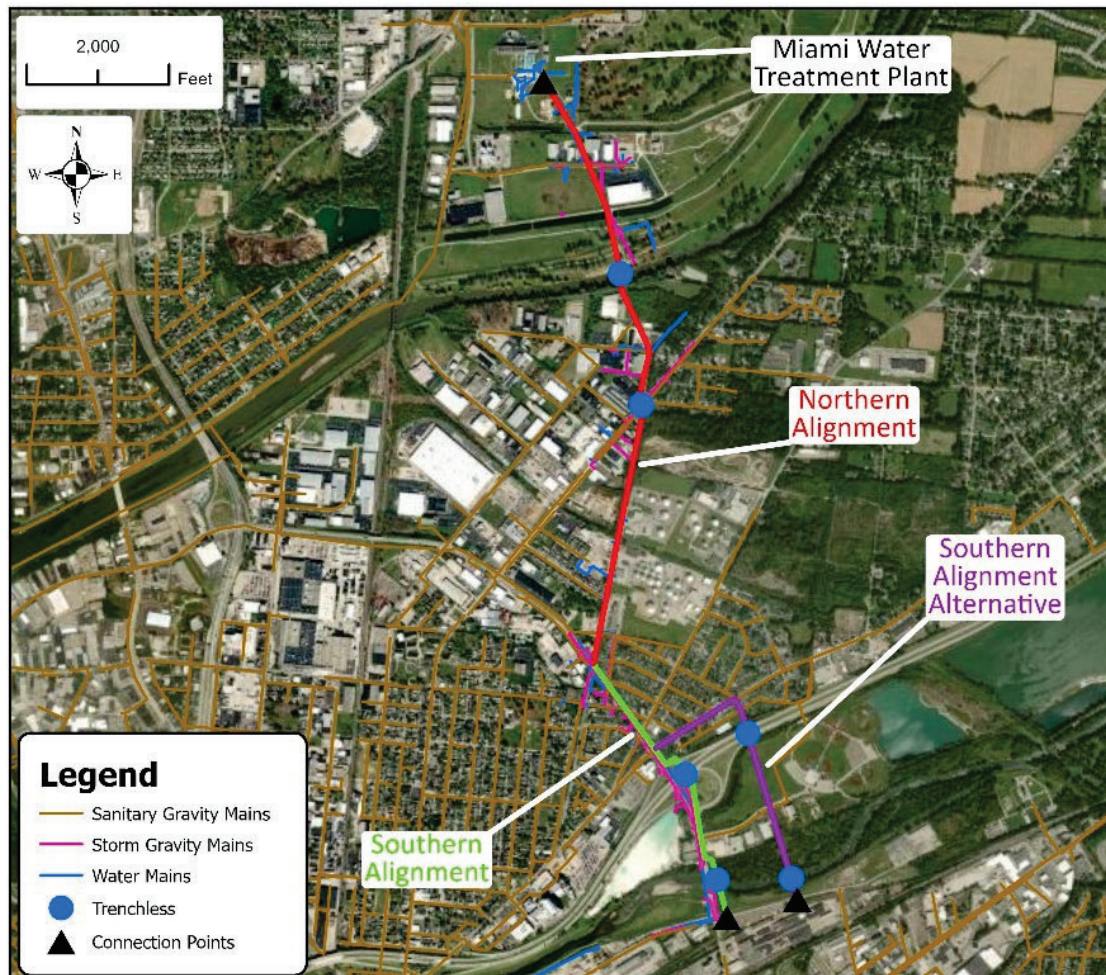 2,000
Feet
N
W E
S
Miami Water
Treatment Plant
Northern
Alignment
Southern
Alignment
Alternative
Southern
Alignment
Legend
Sanitary Gravity Mains
Storm Gravity Mains
Water Mains
Trenchless
Connection Points